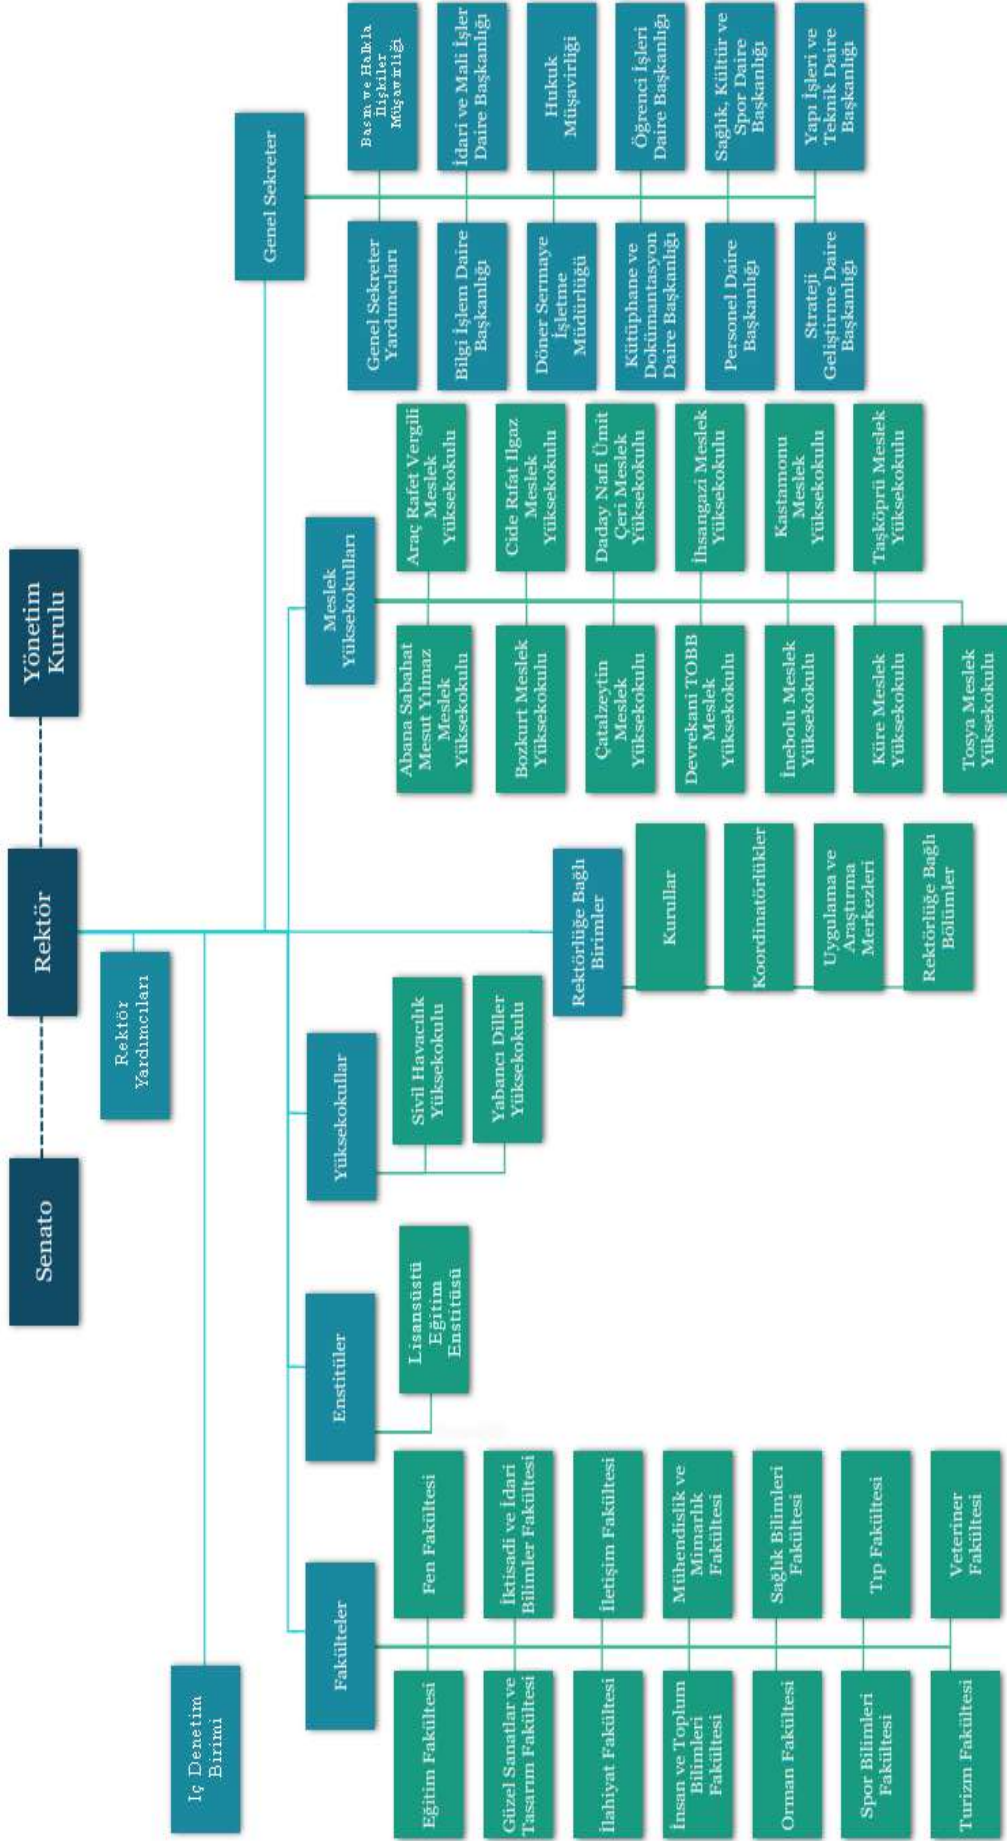 Senato
Rektör
Yönetim
Kurulu
Rektör
Yardımcıları
İç Denetim
Birimi
Genel Sekreter
Fakülteler
Eğitim Fakültesi
Fen Fakültesi
Güzel Sanatlar ve
Tasarım Fakültesi
İktisadi ve İdari
Bilimler Fakültesi
İlahiyat Fakültesi
İletişim Fakültesi
İnsan ve Toplum
Bilimleri
Fakültesi
Mühendislik ve
Mimarlık
Fakültesi
Orman Fakültesi
Sağlık Bilimleri
Fakültesi
Spor Bilimleri
Fakültesi
Tıp Fakültesi
Turizm Fakültesi
Veteriner
Fakültesi
Enstitüler
Lisansüstü
Eğitim
Enstitüsü
Yüksekokullar
Sivil Havacılık
Yüksekokulu
Yabancı Diller
Yüksekokulu
Rektörlüğe Bağlı
Birimler
Kurullar
Koordinatörlükler
Uygulama ve
Araştırma
Merkezleri
Rektörlüğe Bağlı
Bölümler
Meslek
Yüksekokulları
Abana Sabahat
Mesut Yılmaz
Meslek
Yüksekokulu
Araç Rafet Vergili
Meslek
Yüksekokulu
Bozkurt Meslek
Yüksekokulu
Cide Rıfat Ilgaz
Meslek
Yüksekokulu
Çatalzeytin
Meslek
Yüksekokulu
Daday Nafi Ümit
Çeri Meslek
Yüksekokulu
Devrekani TOBB
Meslek
Yüksekokulu
İhsangazi Meslek
Yüksekokulu
İnebolu Meslek
Yüksekokulu
Kastamonu
Meslek
Yüksekokulu
Küre Meslek
Yüksekokulu
Taşköprü Meslek
Yüksekokulu
Tosya Meslek
Yüksekokulu
Genel Sekreter
Yardımcıları
Basın ve Halkla
İlişkiler
Müşavirliği
Bilgi İşlem Daire
Başkanlığı
İdari ve Mali İşler
Daire Başkanlığı
Döner Sermaye
İşletme
Müdürlüğü
Hukuk
Müşavirliği
Kütüphane ve
Dokümantasyon
Daire Başkanlığı
Öğrenci İşleri
Daire Başkanlığı
Personel Daire
Başkanlığı
Sağlık, Kültür ve
Spor Daire
Başkanlığı
Strateji
Geliştirme Daire
Başkanlığı
Yapı İşleri ve
Teknik Daire
Başkanlığı